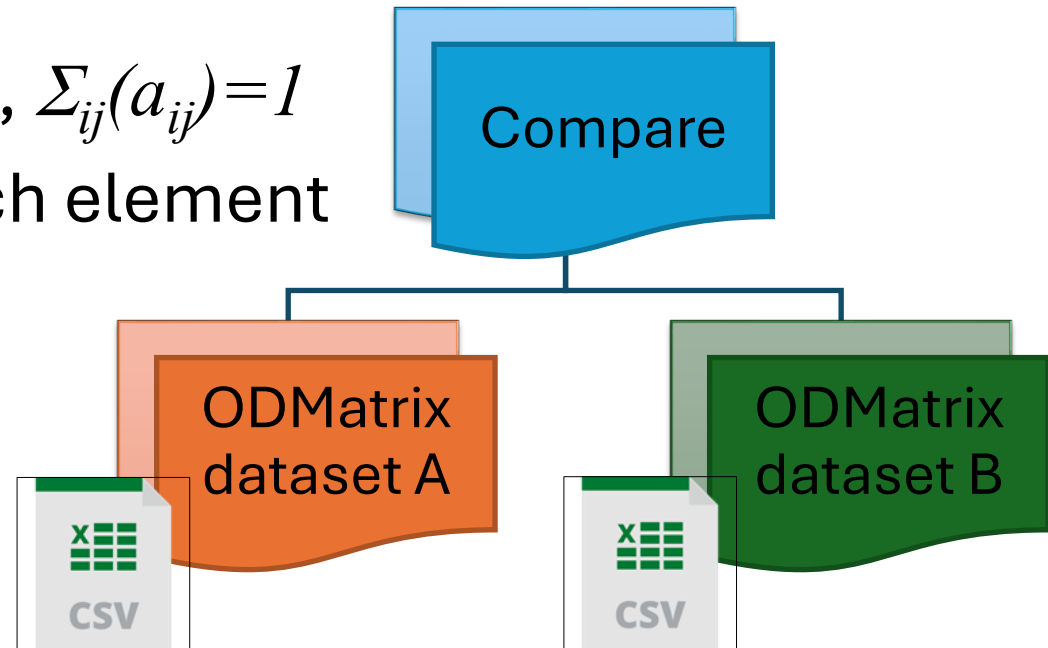 , Σij(aij)=1
ch element
Compare
ODMatrix
dataset A
ODMatrix
dataset B
X
CSV
X
CSV